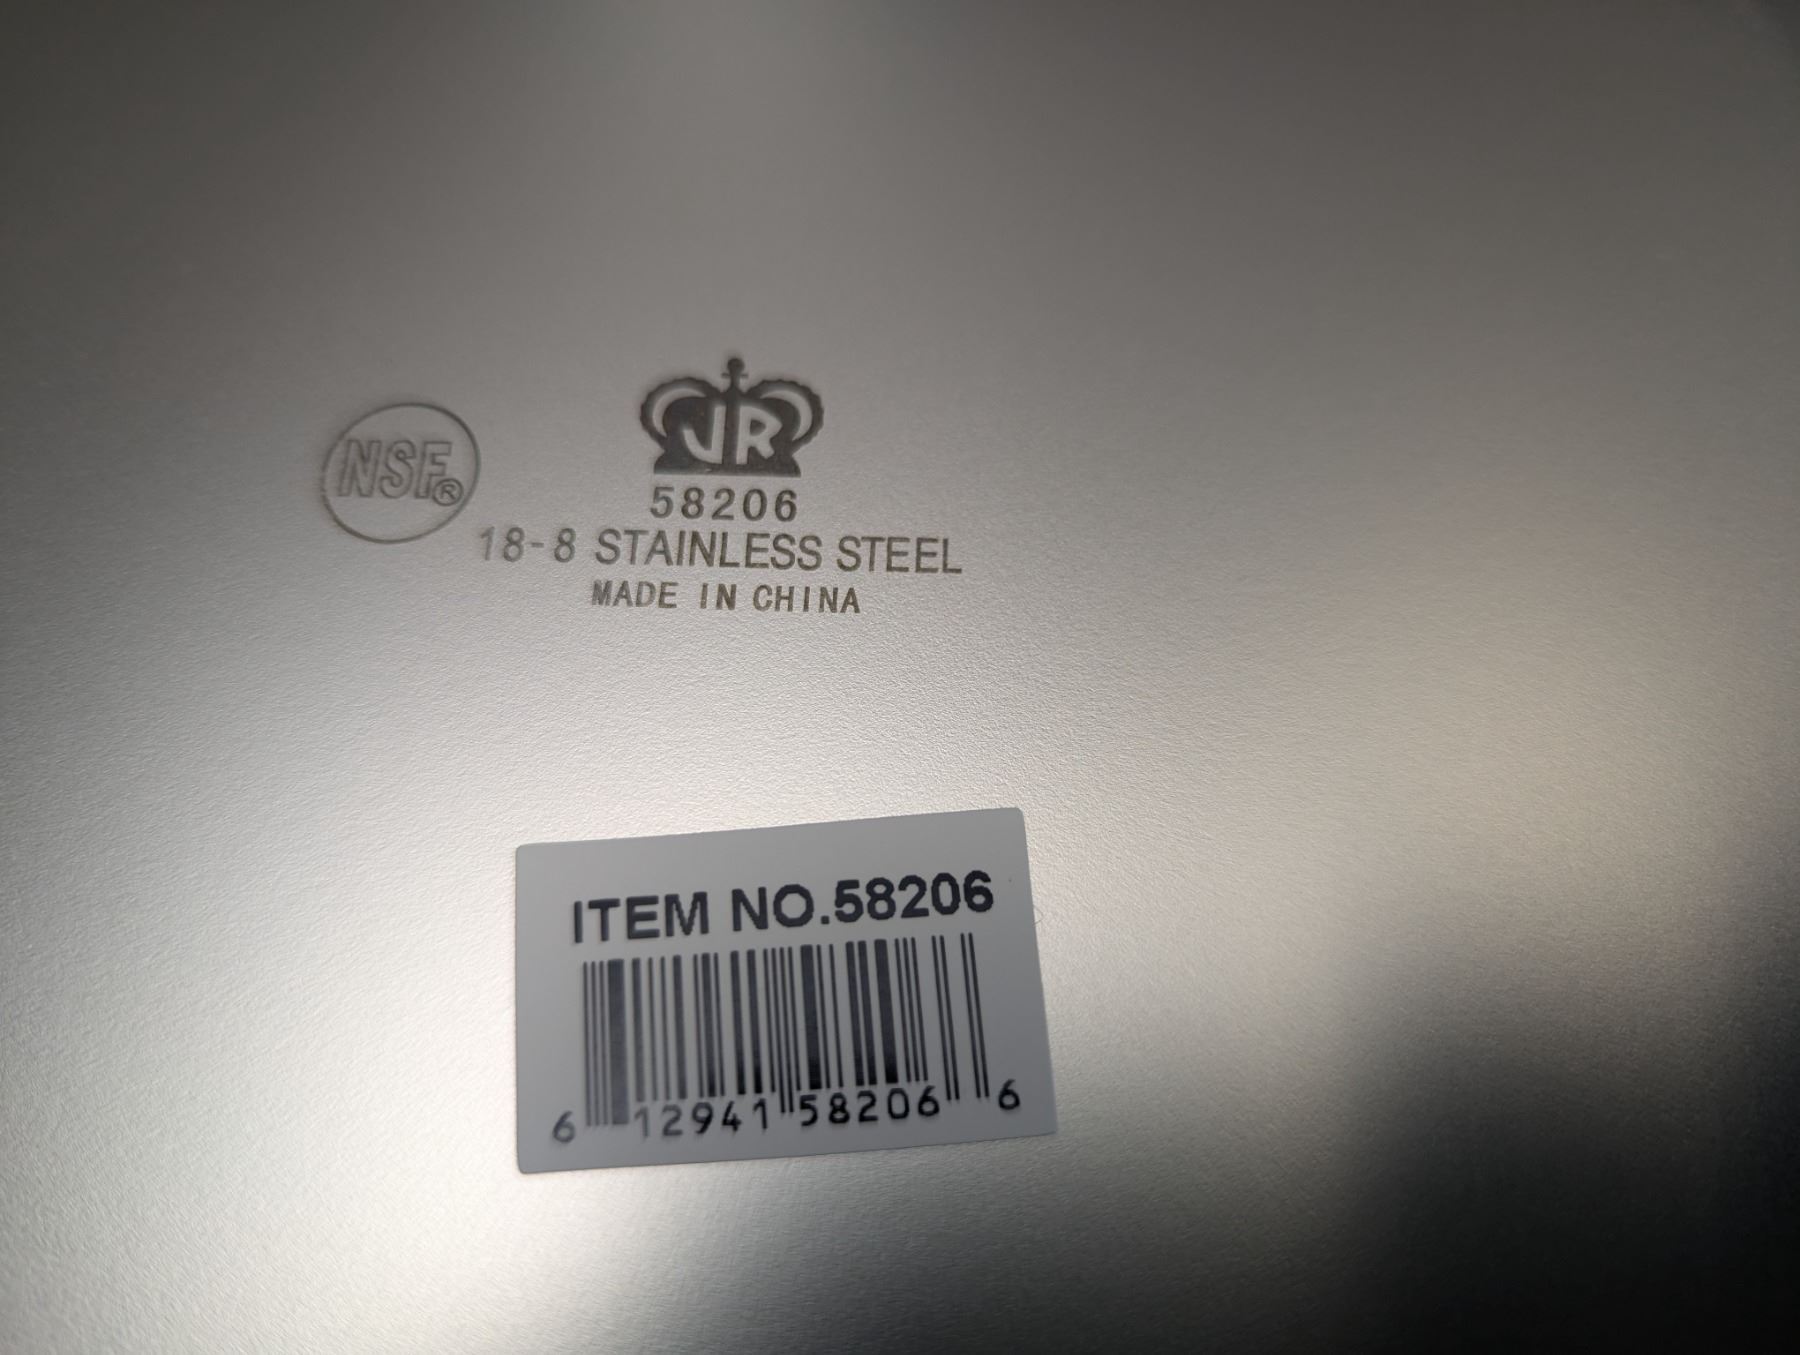 JR
NSF®
58206
18-8 STAINLESS STEEL
MADE IN CHINA
ITEM NO.58206
6 12941 58206 6